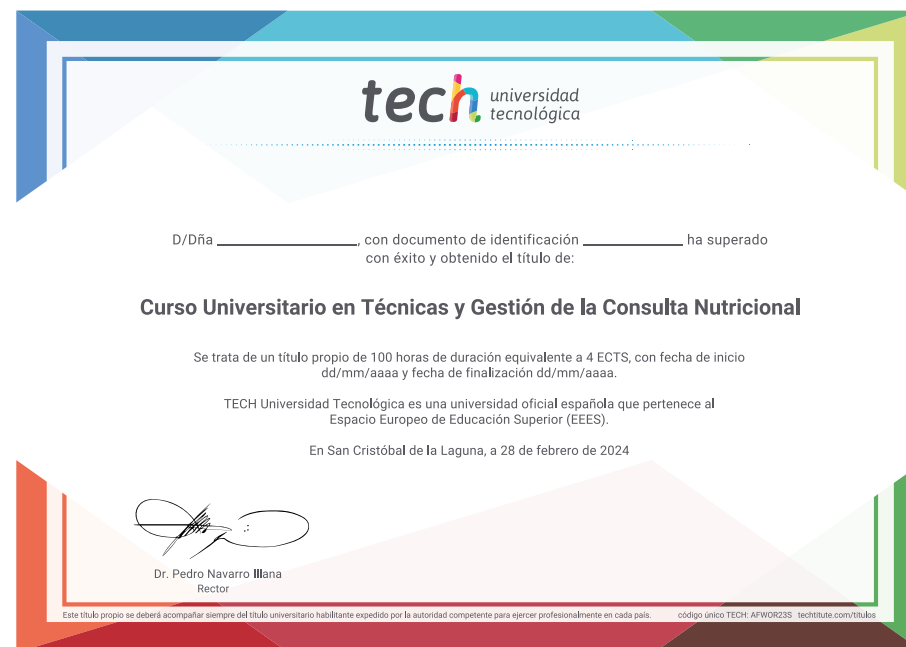 tech universidad
tecnológica
D/Dña ____________________, con documento de identificación ______________ ha superado
con éxito y obtenido el título de:
Curso Universitario en Técnicas y Gestión de la Consulta Nutricional
Se trata de un título propio de 100 horas de duración equivalente a 4 ECTS, con fecha de inicio
dd/mm/aaaa y fecha de finalización dd/mm/aaaa.
TECH Universidad Tecnológica es una universidad oficial española que pertenece al
Espacio Europeo de Educación Superior (EEES).
En San Cristóbal de la Laguna, a 28 de febrero de 2024
Dr. Pedro Navarro Illana
Rector
Este título propio se deberá acompañar siempre del título universitario habilitante expedido por la autoridad competente para ejercer profesionalmente en cada país. código único TECH: AFWOR23S techtitute.com/titulos